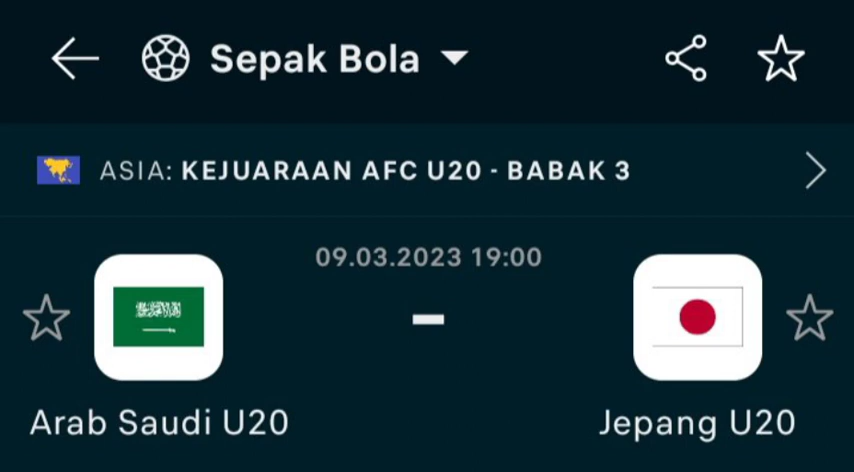 Sepak Bola
ASIA: KEJUARAAN AFC U20 - BABAK 3
09.03.2023 19:00
-
Arab Saudi U20
Jepang U20